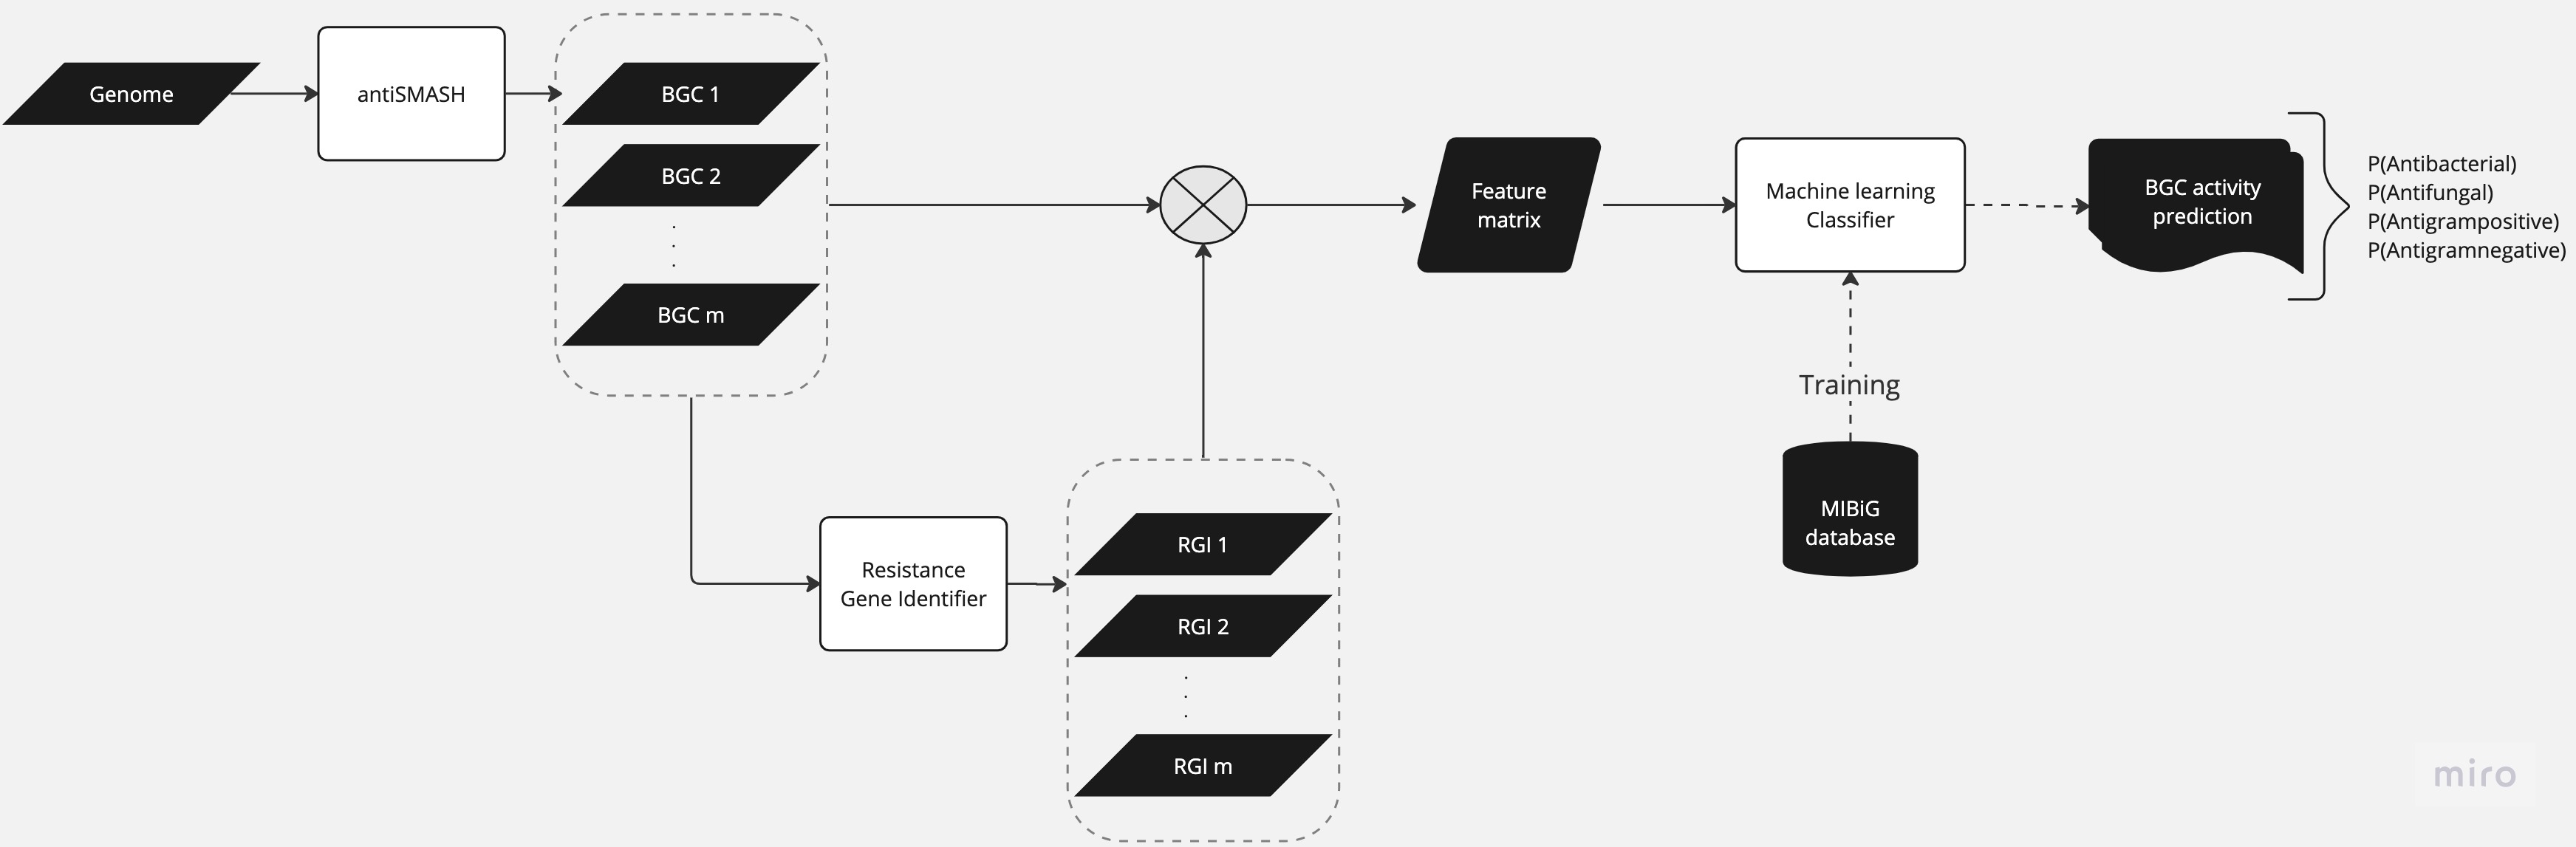 Genome
antiSMASH
BGC 1
BGC 2
.
.
.
BGC m
Resistance
Gene Identifier
RGI 1
RGI 2
.
.
.
RGI m
Feature
matrix
Machine learning
Classifier
Training
MIBiG
database
BGC activity
prediction
P(Antibacterial)
P(Antifungal)
P(Antigrampositive)
P(Antigramnegative)
miro